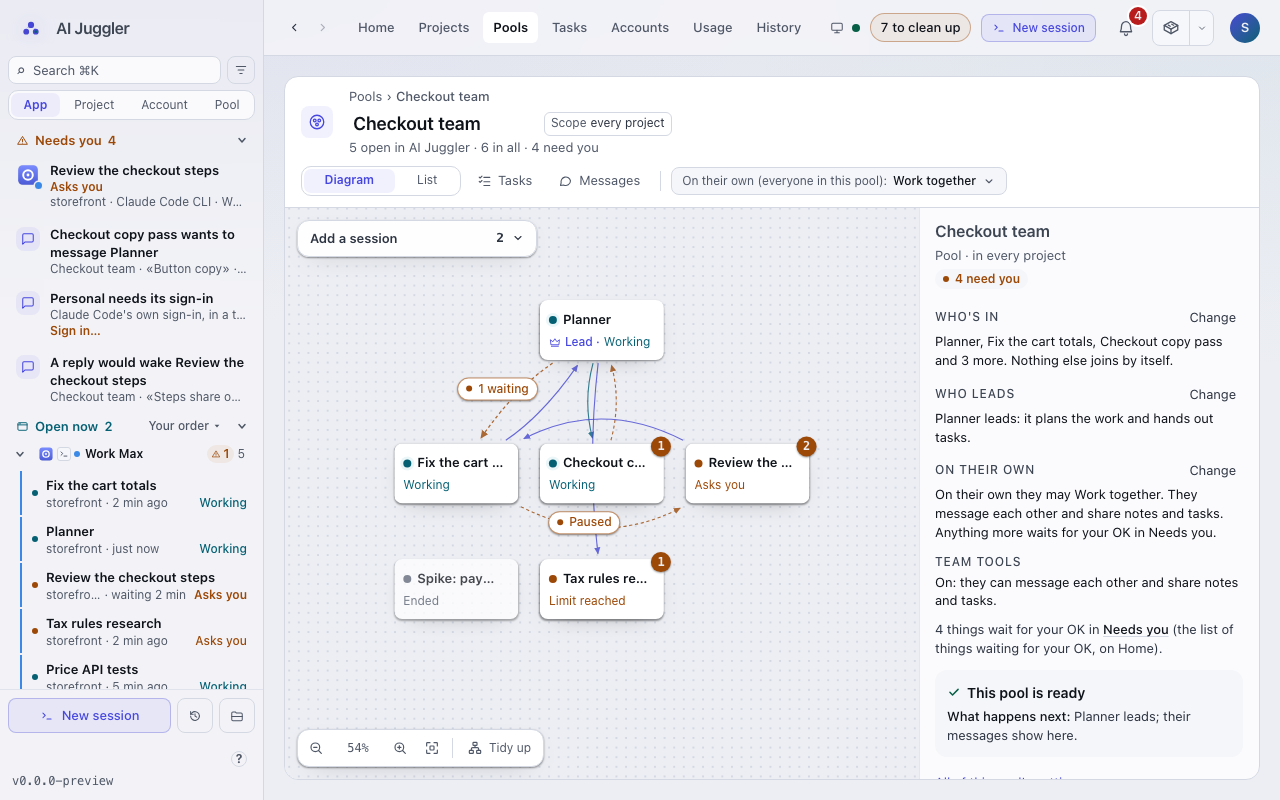 AI Juggler
Search ⌘K
App Project Account Pool
Needs you 4
Review the checkout steps
Asks you
storefront · Claude Code CLI · W...
Checkout copy pass wants to
message Planner
Checkout team · «Button copy» ·...
Personal needs its sign-in
Claude Code's own sign-in, in a t...
Sign in...
A reply would wake Review the
checkout steps
Checkout team · «Steps share o...
Open now 2 Your order
Work Max 1 5
Fix the cart totals
storefront · 2 min ago Working
Planner
storefront · just now Working
Review the checkout steps
storefro... · waiting 2 min Asks you
Tax rules research
storefront · 2 min ago Asks you
Price API tests
storefront · 5 min ago Working
New session
?
v0.0.0-preview
Home Projects Pools Tasks Accounts Usage History
7 to clean up
New session
4
S
Pools › Checkout team
Checkout team
Scope every project
5 open in AI Juggler · 6 in all · 4 need you
Diagram List Tasks Messages
On their own (everyone in this pool): Work together
Add a session 2
Planner
Lead · Working
1 waiting
Fix the cart ...
Working
1
Checkout c...
Working
2
Review the ...
Asks you
Paused
Spike: pay...
Ended
1
Tax rules re...
Limit reached
54% Tidy up
Checkout team
Pool · in every project
4 need you
WHO'S IN Change
Planner, Fix the cart totals, Checkout copy pass
and 3 more. Nothing else joins by itself.
WHO LEADS Change
Planner leads: it plans the work and hands out
tasks.
ON THEIR OWN Change
On their own they may Work together. They
message each other and share notes and tasks.
Anything more waits for your OK in Needs you.
TEAM TOOLS
On: they can message each other and share notes
and tasks.
4 things wait for your OK in Needs you (the list of
things waiting for your OK, on Home).
This pool is ready
What happens next: Planner leads; their
messages show here.